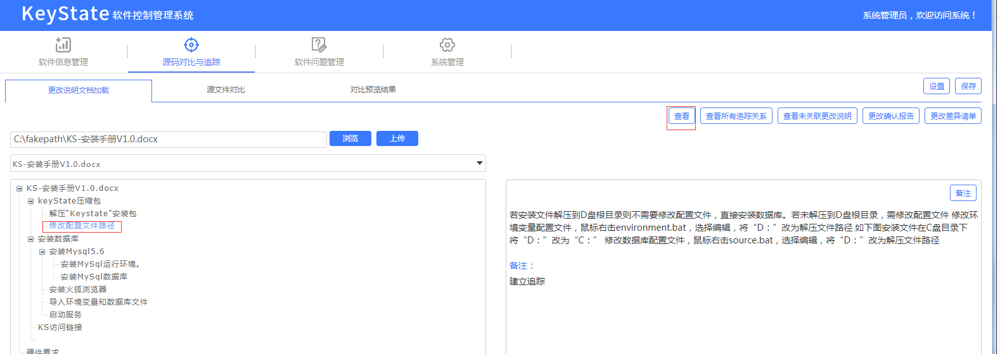 KeyState 软件控制管理系统
系统管理员，欢迎访问系统！
软件信息管理
源码对比与追踪
软件问题管理
系统管理
更改说明文档加载
源文件对比
对比预览结果
设置
保存
查看
查看所有追踪关系
查看未关联更改说明
更改确认报告
更改差异清单
C:\fakepath\KS-安装手册V1.0.docx
浏览
上传
KS-安装手册V1.0.docx
KS-安装手册V1.0.docx
keyState压缩包
解压“Keystate”安装包
修改配置文件路径
安装数据库
安装Mysql5.6
安装MySql运行环境。
安装MySql数据库
安装火狐浏览器
导入环境变量和数据库文件
启动服务
KS访问链接
硬件要求
备注
若安装文件解压到D盘根目录则不需要修改配置文件，直接安装数据库。若未解压到D盘根目录，需修改配置文件 修改环
境变量配置文件，鼠标右击environment.bat，选择编辑，将“D：”改为解压文件路径 如下图安装文件在C盘目录下
将“D：”改为“C：” 修改数据库配置文件，鼠标右击source.bat，选择编辑，将“D：”改为解压文件路径
备注：
建立追踪